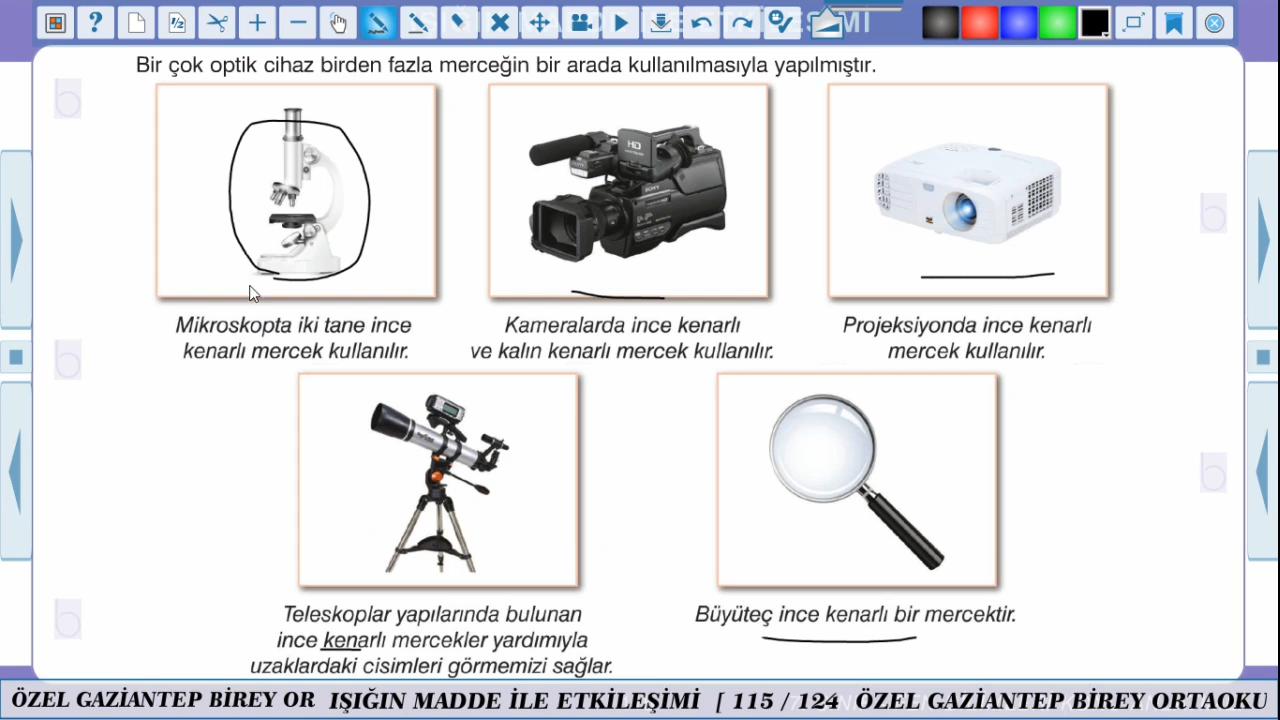 Bir çok optik cihaz birden fazla merceğin bir arada kullanılmasıyla yapılmıştır.
HD
SONY
Mikroskopta iki tane ince
kenarlı mercek kullanılır.
Kameralarda ince kenarlı
ve kalın kenarlı mercek kullanılır.
Projeksiyonda ince kenarlı
mercek kullanılır.
Teleskoplar yapılarında bulunan
ince kenarlı mercekler yardımıyla
uzaklardaki cisimleri görmemizi sağlar.
Büyüteç ince kenarlı bir mercektir.
ÖZEL GAZİANTEP BİREY OR IŞIĞIN MADDE İLE ETKİLEŞİMİ [ 115 / 124 ÖZEL GAZİANTEP BİREY ORTAOKU